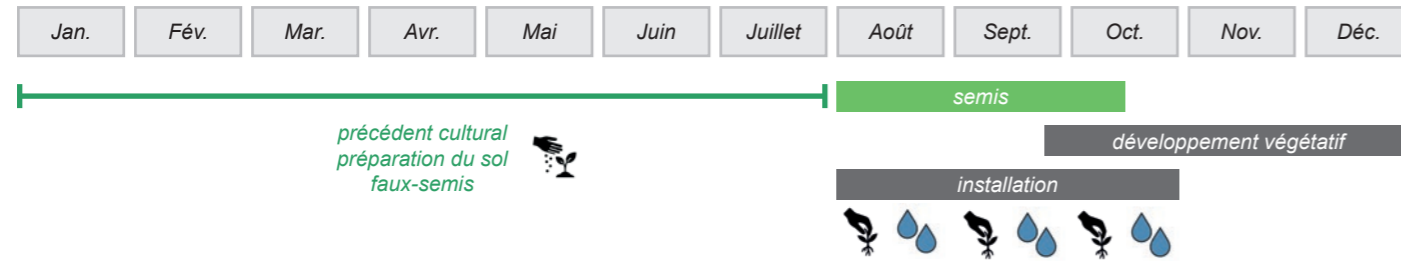 Jan. Fév. Mar. Avr. Mai Juin Juillet Août Sept. Oct. Nov. Déc.
semis
précédent cultural
préparation du sol
faux-semis
développement végétatif
installation